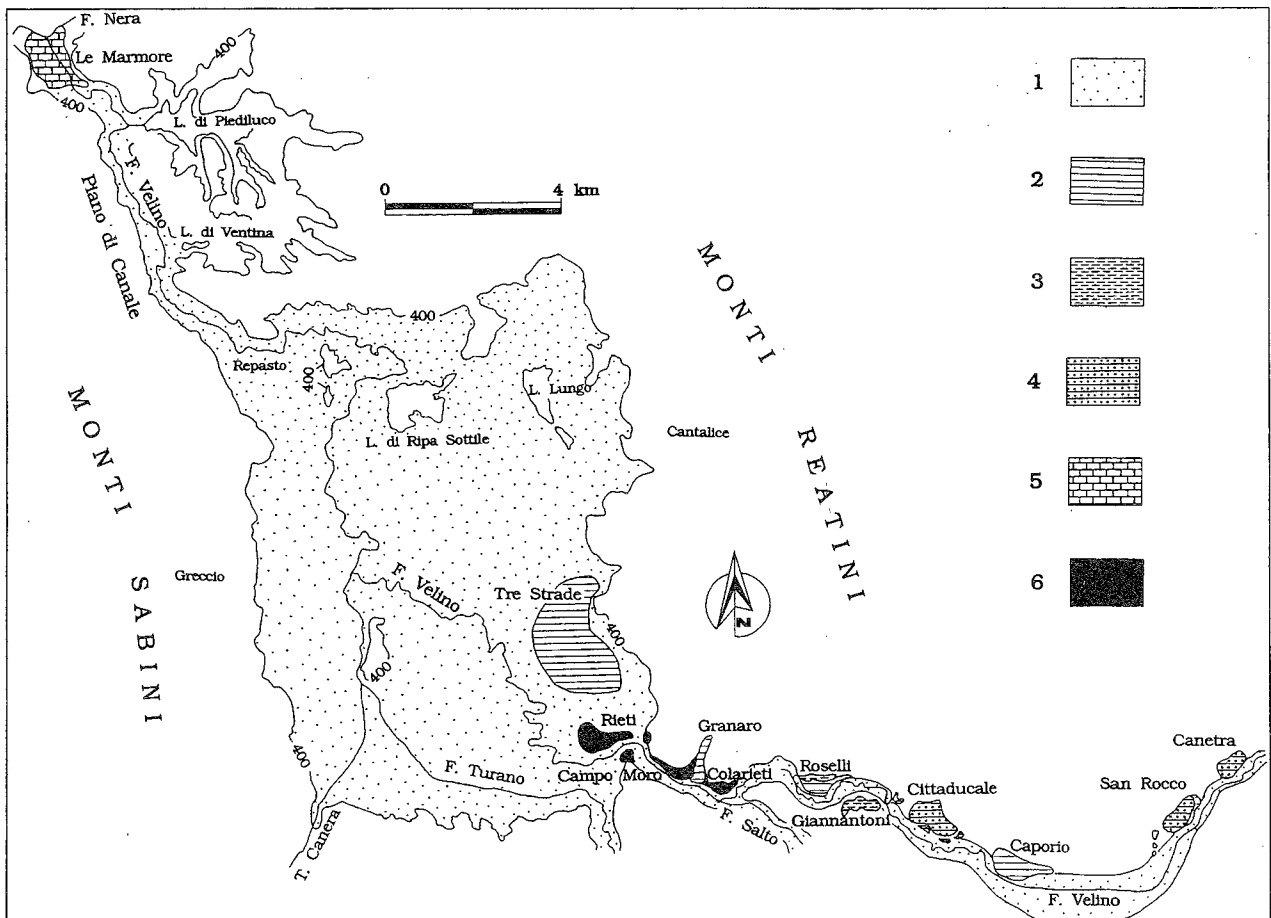 F. Nera
Le Marmore
400
400
L. di Piediluco
F. Velino
Piano di Canale
L. di Ventina
0 4 km
MONTI REATINI
MONTI SABINI
400
Repasto
400
L. Lungo
L. di Ripa Sottile
Cantalice
Greccio
F. Velino
Tre Strade
400
400
N
400
Rieti
Granaro
Campo Moro
Colarieti
Roselli
Cittaducale
San Rocco
Canetra
F. Turano
F. Salto
Giannantoni
Caporio
F. Velino
T. Canera
1
2
3
4
5
6